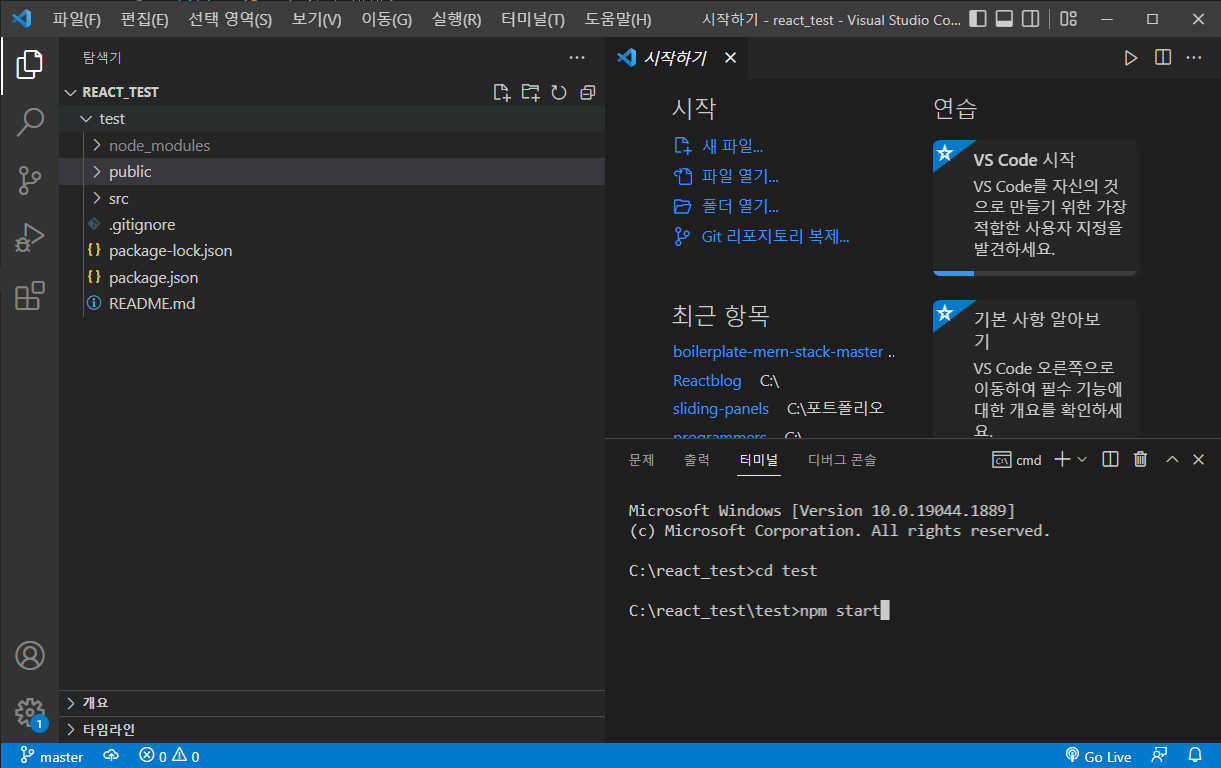 파일(F) 편집(E) 선택 영역(S) 보기(V) 이동(G) 실행(R) 터미널(T) 도움말(H) 시작하기 - react_test - Visual Studio Co...
탐색기
REACT_TEST
test
node_modules
public
src
.gitignore
package-lock.json
package.json
README.md
개요
타임라인
시작하기
시작
새 파일...
파일 열기...
폴더 열기...
Git 리포지토리 복제...
최근 항목
boilerplate-mern-stack-master ..
Reactblog C:\
sliding-panels C:\포트폴리오
programmers C:\
연습
VS Code 시작
VS Code를 자신의 것
으로 만들기 위한 가장
적합한 사용자 지정을
발견하세요.
기본 사항 알아보
기
VS Code 오른쪽으로
이동하여 필수 기능에
대한 개요를 확인하세
요.
문제 출력 터미널 디버그 콘솔 cmd
Microsoft Windows [Version 10.0.19044.1889]
(c) Microsoft Corporation. All rights reserved.
C:\react_test>cd test
C:\react_test\test>npm start
1
master 0 0 Go Live